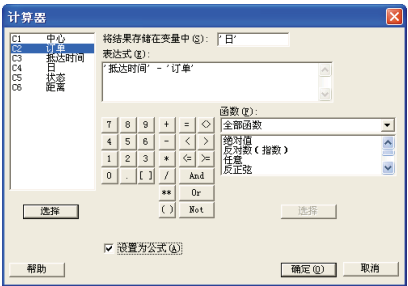 计算器
C1 中心
C2 订单
C3 抵达时间
C4 日
C5 状态
C6 距离
将结果存储在变量中(S): '日'
表达式(E):
'抵达时间' - '订单'
函数(F):
全部函数
7 8 9 + = <>
4 5 6 - < >
1 2 3 * <= >=
0 . [] / And
** Or
() Not
绝对值
反对数(指数)
任意
反正弦
选择
选择
设置为公式(A)
帮助
确定(O)
取消